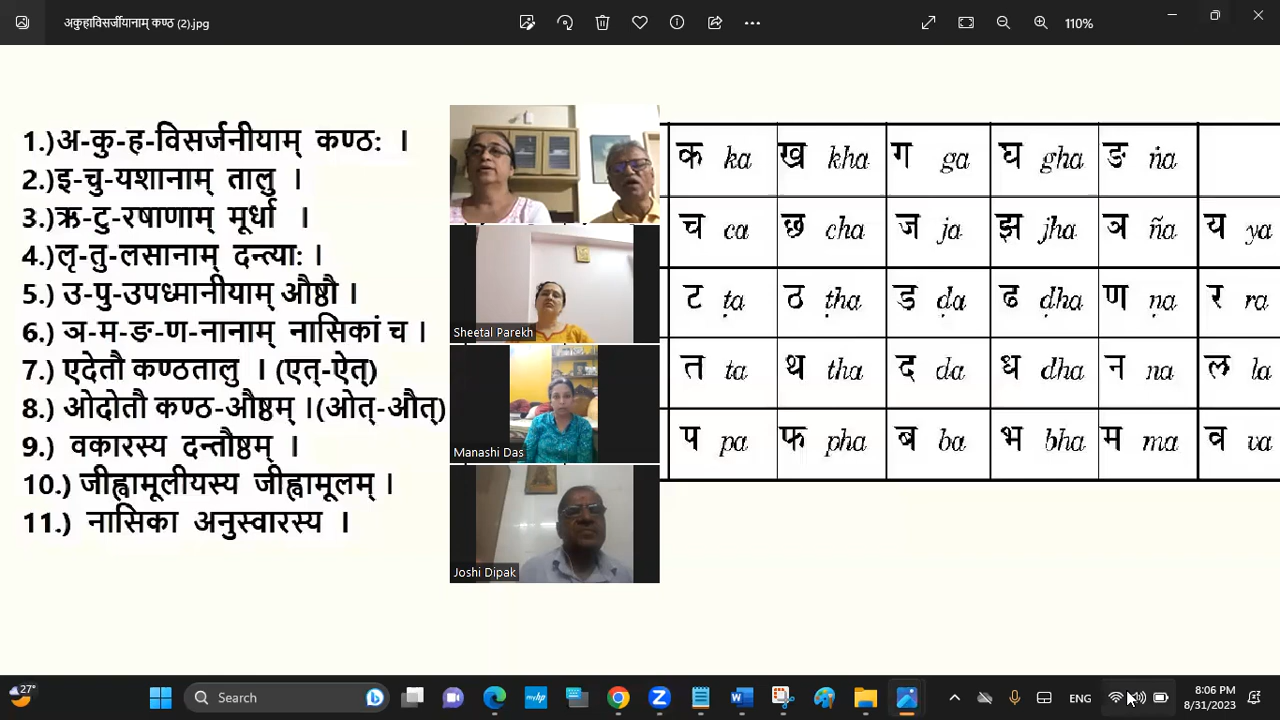 अकुहाविसर्जीयानाम् कण्ठ (2).jpg
110%
1.)अ-कु-ह-विसर्जनीयाम् कण्ठः ।
2.)इ-चु-यशानाम् तालु ।
3.)ऋ-टु-रषाणाम् मूर्धा ।
4.)लृ-तु-लसानाम् दन्त्याः ।
5.) उ-पु-उपध्मानीयाम् औष्ठौ ।
6.) ञ-म-ङ-ण-नानाम् नासिकां च ।
7.) एदेतौ कण्ठतालु । (एत्-ऐत्)
8.) ओदोतौ कण्ठ-औष्ठम् ।(ओत्-औत्)
9.) वकारस्य दन्तौष्ठम् ।
10.) जीह्वामूलीयस्य जीह्वामूलम् ।
11.) नासिका अनुस्वारस्य ।
Sheetal Parekh
Manashi Das
Joshi Dipak
क ka ख kha ग ga घ gha ङ ṅa
च ca छ cha ज ja झ jha ञ ña य ya
ट ṭa ठ ṭha ड ḍa ढ ḍha ण ṇa र ra
त ta थ tha द da ध dha न na ल la
प pa फ pha ब ba भ bha म ma व va
27°
Search
myhp
ENG
8:06 PM
8/31/2023